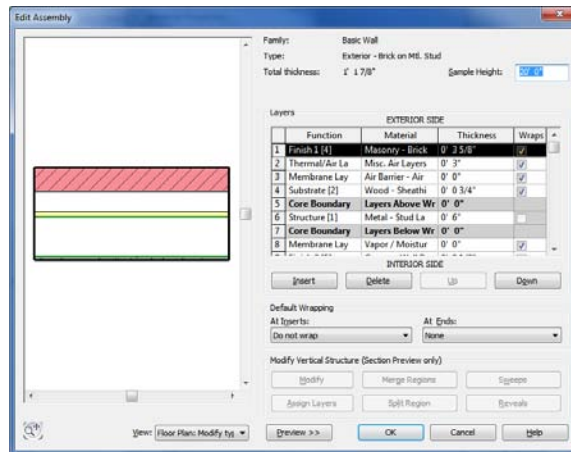 Edit Assembly
Family: Basic Wall
Type: Exterior - Brick on Mtl. Stud
Total thickness: 1' 1 7/8" Sample Height: 20' 0"
Layers
EXTERIOR SIDE
Function Material Thickness Wraps
1 Finish 1 [4] Masonry - Brick 0' 3 5/8"
2 Thermal/Air La Misc. Air Layers 0' 3"
3 Membrane Lay Air Barrier - Air 0' 0"
4 Substrate [2] Wood - Sheathi 0' 0 3/4"
5 Core Boundary Layers Above Wr 0' 0"
6 Structure [1] Metal - Stud La 0' 6"
7 Core Boundary Layers Below Wr 0' 0"
8 Membrane Lay Vapor / Moistur 0' 0"
INTERIOR SIDE
Insert Delete Up Down
Default Wrapping
At Inserts: At Ends:
Do not wrap None
Modify Vertical Structure (Section Preview only)
Modify Merge Regions Sweeps
Assign Layers Split Region Reveals
View: Floor Plan: Modify typ Preview >> OK Cancel Help